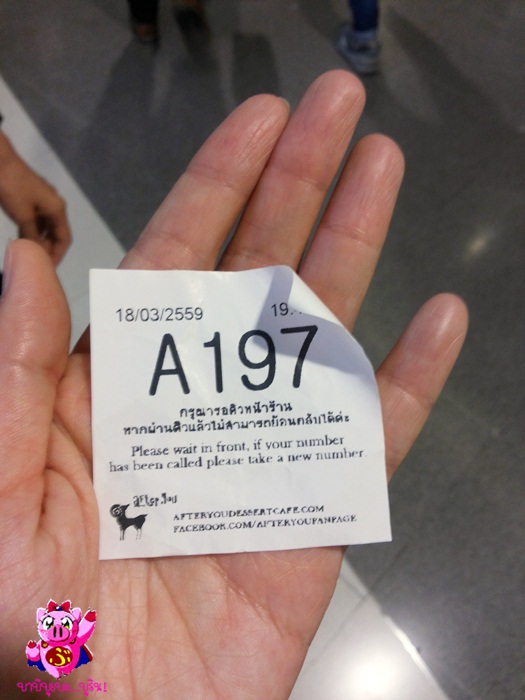 18/03/2559 19.
A197
กรุณารอคิวหน้าร้าน
หากผ่านคิวแล้วไม่สามารถย้อนกลับได้ค่ะ
Please wait in front, if your number
has been called please take a new number.
after you
AFTERYOUDESSERTCAFE.COM
FACEBOOK.COM/AFTERYOUFANPAGE